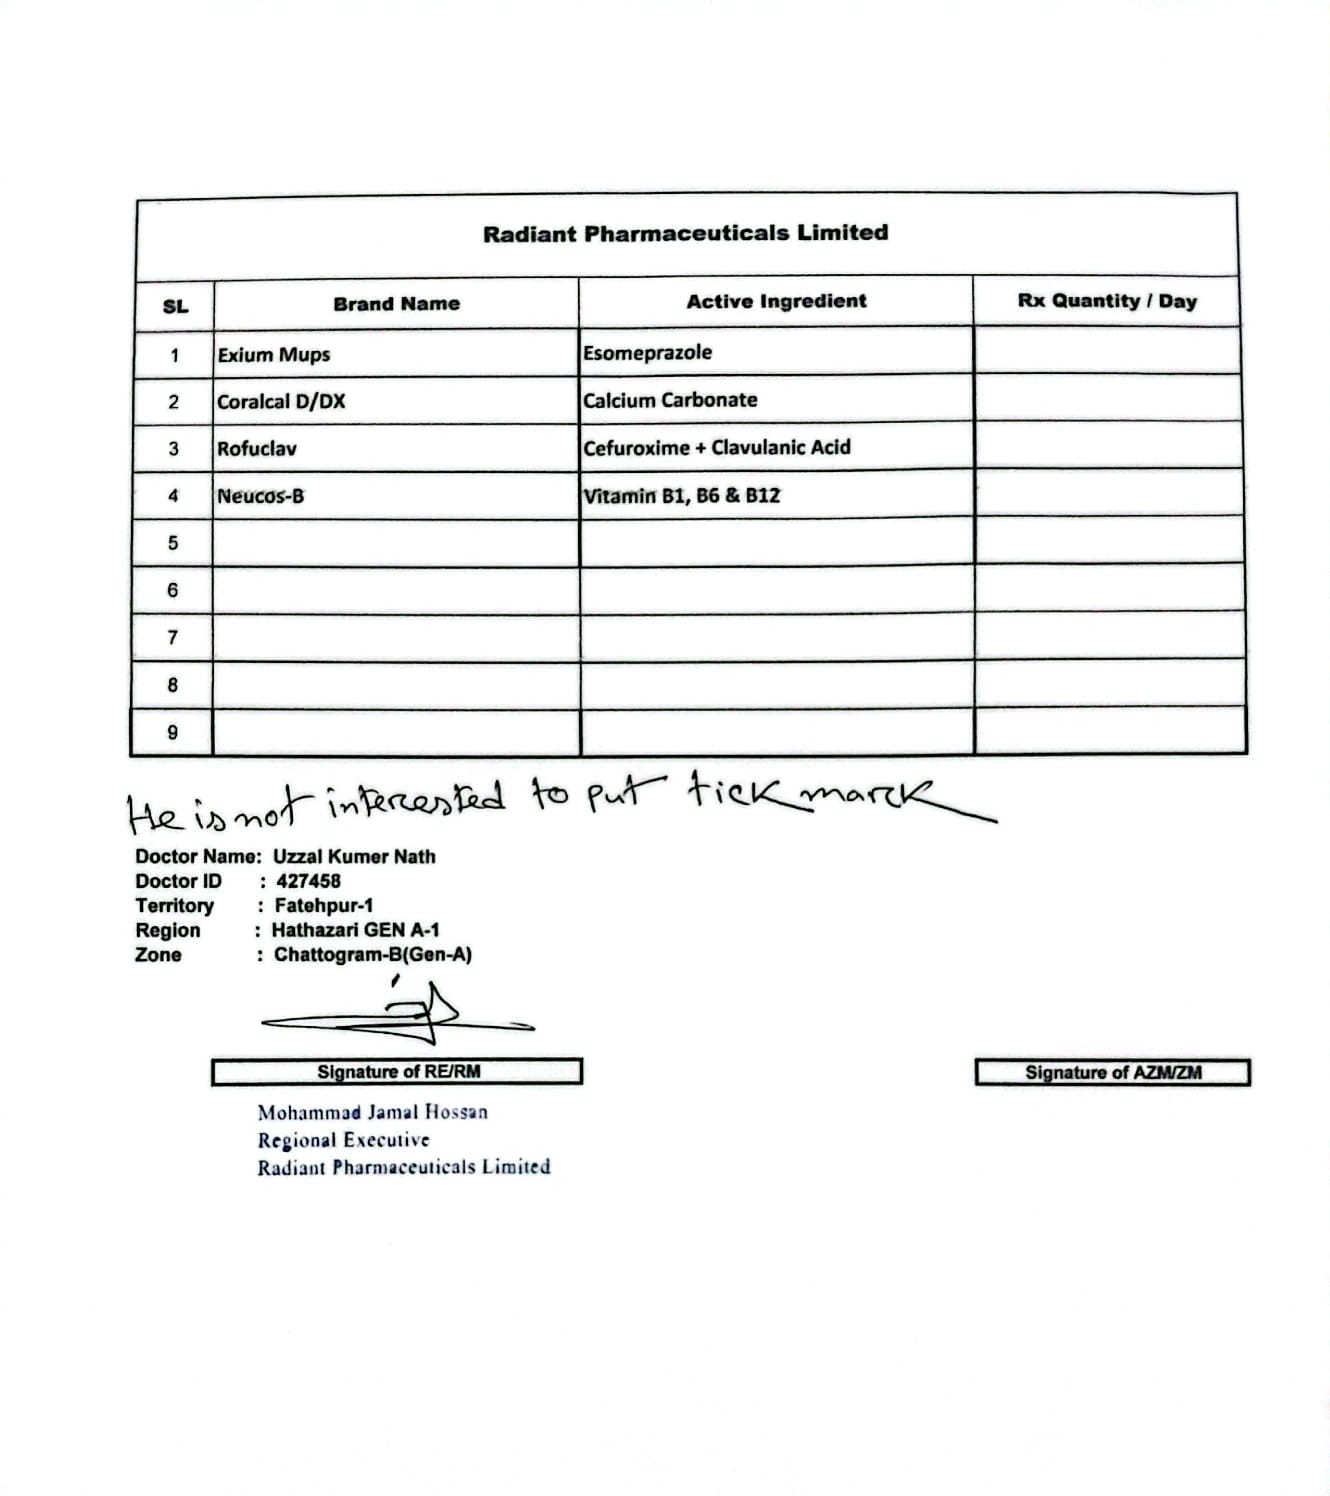 Radiant Pharmaceuticals Limited
SL Brand Name Active Ingredient Rx Quantity / Day
1 Exium Mups Esomeprazole
2 Coralcal D/DX Calcium Carbonate
3 Rofuclav Cefuroxime + Clavulanic Acid
4 Neucos-B Vitamin B1, B6 & B12
5
6
7
8
9
He is not interested to put tick mark
Doctor Name: Uzzal Kumer Nath
Doctor ID : 427458
Territory : Fatehpur-1
Region : Hathazari GEN A-1
Zone : Chattogram-B(Gen-A)
Signature of RE/RM Signature of AZM/ZM
Mohammad Jamal Hossan
Regional Executive
Radiant Pharmaceuticals Limited